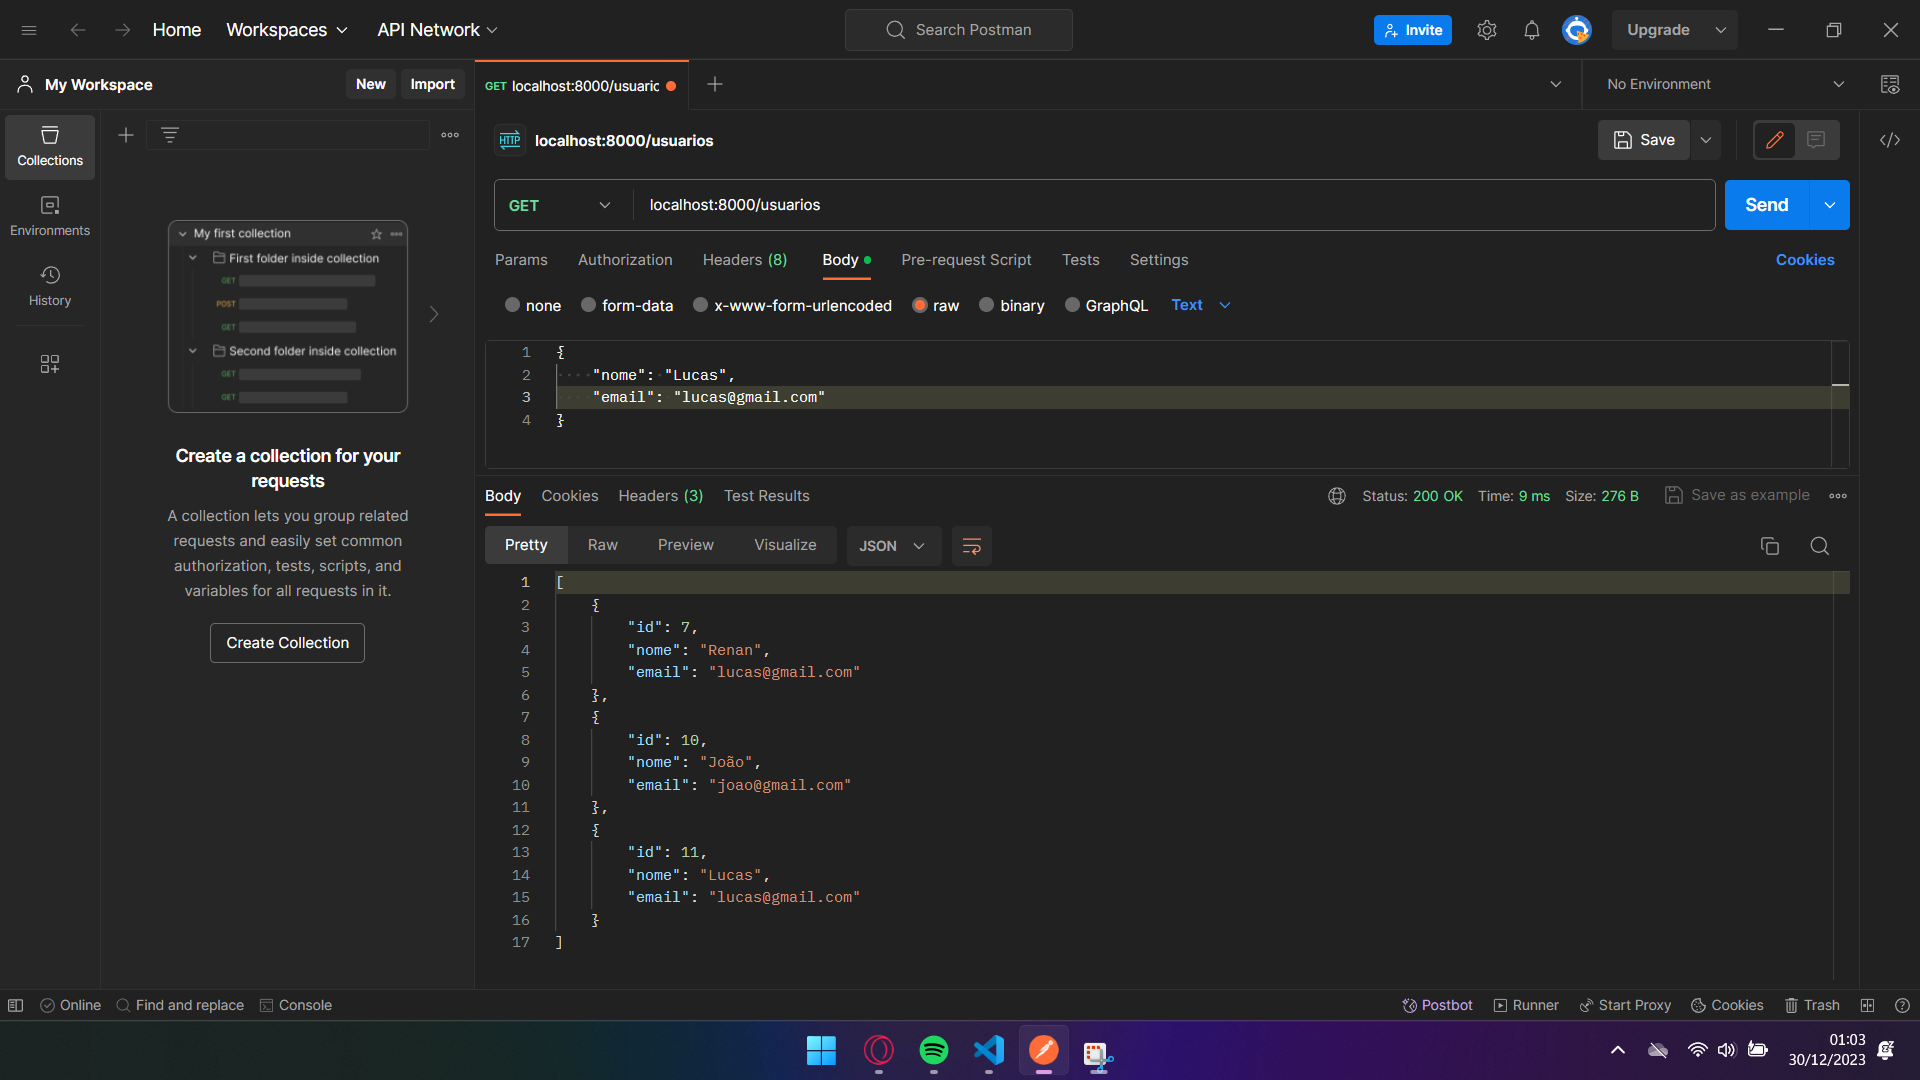 Home Workspaces API Network Search Postman Invite Upgrade
My Workspace New Import GET localhost:8000/usuaric No Environment
Collections
Environments
History
My first collection
First folder inside collection
GET
POST
GET
Second folder inside collection
GET
GET
Create a collection for your
requests
A collection lets you group related
requests and easily set common
authorization, tests, scripts, and
variables for all requests in it.
Create Collection
HTTP localhost:8000/usuarios Save
GET localhost:8000/usuarios Send
Params Authorization Headers (8) Body Pre-request Script Tests Settings Cookies
none form-data x-www-form-urlencoded raw binary GraphQL Text
1 {
2 "nome": "Lucas",
3 "email": "lucas@gmail.com"
4 }
Body Cookies Headers (3) Test Results Status: 200 OK Time: 9 ms Size: 276 B Save as example
Pretty Raw Preview Visualize JSON
1 [
2 {
3 "id": 7,
4 "nome": "Renan",
5 "email": "lucas@gmail.com"
6 },
7 {
8 "id": 10,
9 "nome": "João",
10 "email": "joao@gmail.com"
11 },
12 {
13 "id": 11,
14 "nome": "Lucas",
15 "email": "lucas@gmail.com"
16 }
17 ]
Online Find and replace Console Postbot Runner Start Proxy Cookies Trash
01:03
30/12/2023